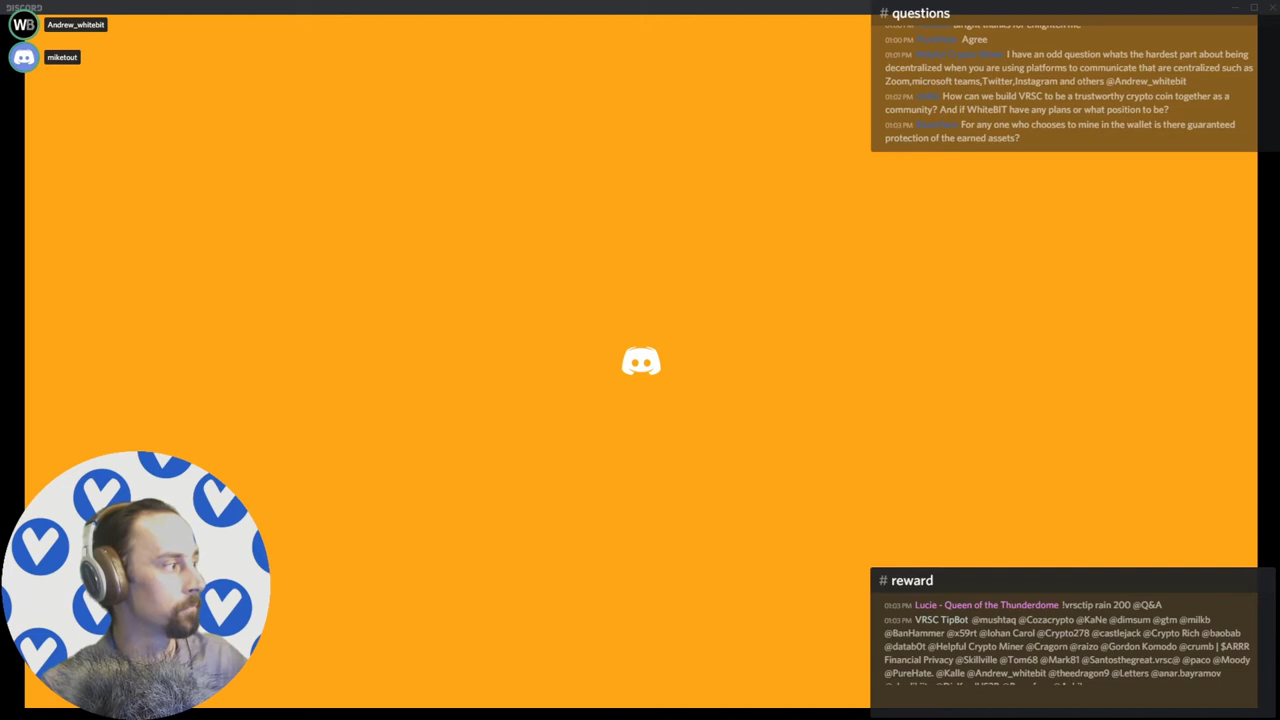 DISCORD
WB
Andrew_whitebit
miketout
# questions
01:00 PM Agree
01:01 PM I have an odd question whats the hardest part about being
decentralized when you are using platforms to communicate that are centralized such as
Zoom,microsoft teams,Twitter,Instagram and others @Andrew_whitebit
01:02 PM How can we build VRSC to be a trustworthy crypto coin together as a
community? And if WhiteBIT have any plans or what position to be?
01:03 PM For any one who chooses to mine in the wallet is there guaranteed
protection of the earned assets?
# reward
01:03 PM Lucie - Queen of the Thunderdome !vrsctip rain 200 @Q&A
01:03 PM VRSC TipBot @mushtaq @Cozacrypto @KaNe @dimsum @gtm @milkb
@BanHammer @x59rt @Iohan Carol @Crypto278 @castlejack @Crypto Rich @baobab
@datab0t @Helpful Crypto Miner @Cragorn @raizo @Gordon Komodo @crumb | $ARRR
Financial Privacy @Skillville @Tom68 @Mark81 @Santosthegreat.vrsc@ @paco @Moody
@PureHate. @Kalle @Andrew_whitebit @theedragon9 @Letters @anar.bayramov